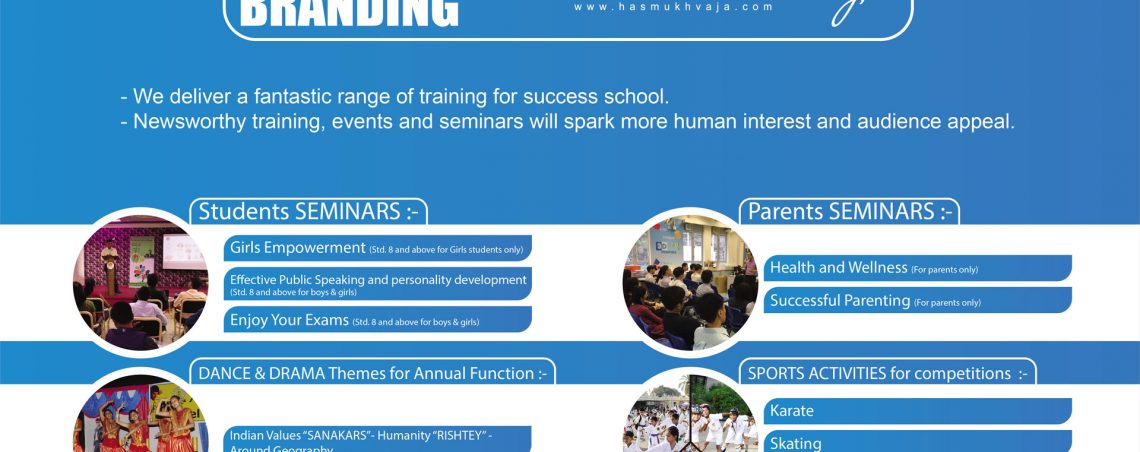 BRANDING
www.hasmukhvaja.com
- We deliver a fantastic range of training for success school.
- Newsworthy training, events and seminars will spark more human interest and audience appeal.
Students SEMINARS :-
Girls Empowerment (Std. 8 and above for Girls students only)
Effective Public Speaking and personality development
(Std. 8 and above for boys & girls)
Enjoy Your Exams (Std. 8 and above for boys & girls)
Parents SEMINARS :-
Health and Wellness (For parents only)
Successful Parenting (For parents only)
DANCE & DRAMA Themes for Annual Function :-
Indian Values "SANAKARS"- Humanity "RISHTEY" -
Around Geography
SPORTS ACTIVITIES for competitions :-
Karate
Skating